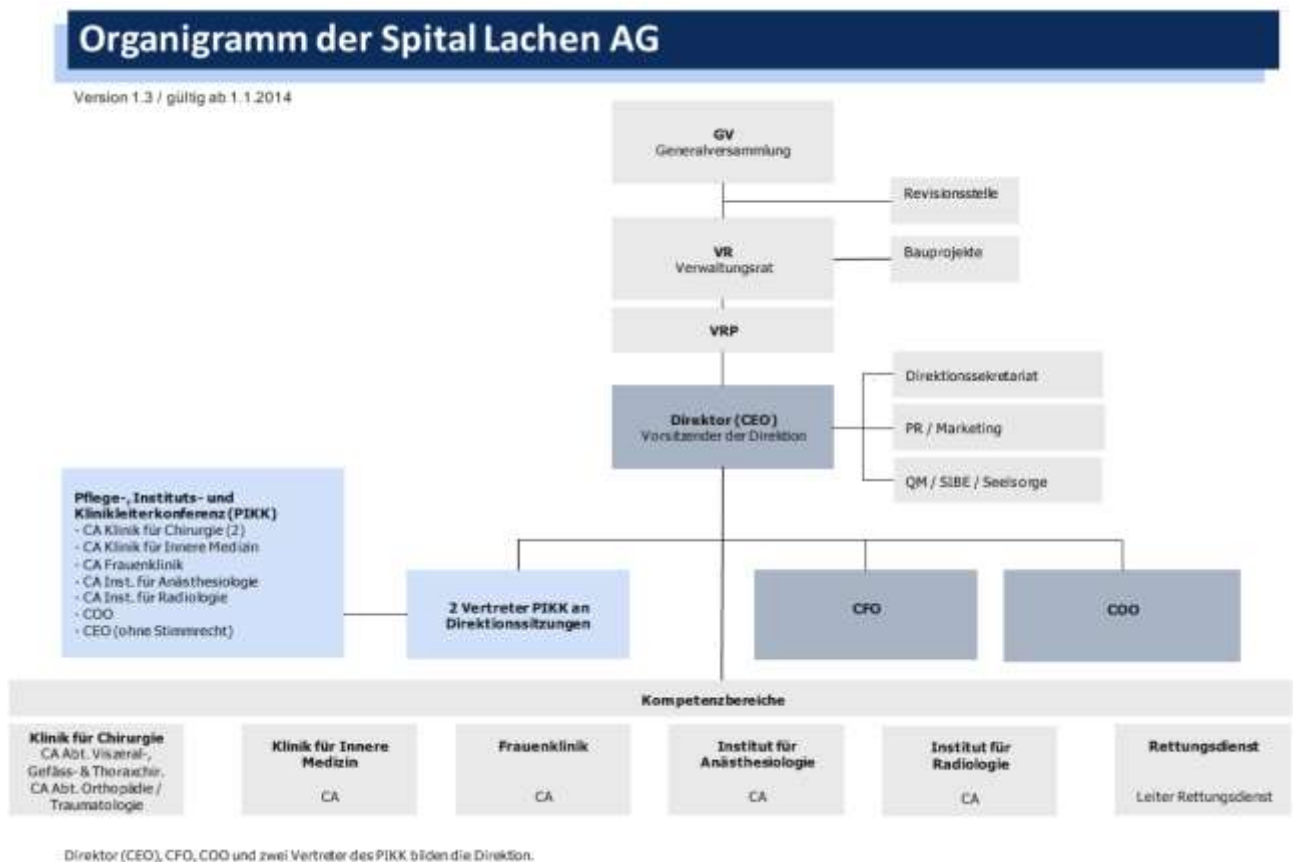 Organigramm der Spital Lachen AG
Version 1.3 / gültig ab 1.1.2014
GV
Generalversammlung
Revisionsstelle
VR
Verwaltungsrat
Bauprojekte
VRP
Direktionssekretariat
Direktor (CEO)
Vorsitzender der Direktion
PR / Marketing
QM / SIBE / Seelsorge
Pflege-, Instituts- und
Klinikleiterkonferenz (PIKK)
- CA Klinik für Chirurgie (2)
- CA Klinik für Innere Medizin
- CA Frauenklinik
- CA Inst. für Anästhesiologie
- CA Inst. für Radiologie
- COO
- CEO (ohne Stimmrecht)
2 Vertreter PIKK an
Direktionssitzungen
CFO
COO
Kompetenzbereiche
Klinik für Chirurgie
CA Abt. Viszeral-,
Gefäss- & Thoraxchir.
CA Abt. Orthopädie /
Traumatologie
Klinik für Innere
Medizin
CA
Frauenklinik
CA
Institut für
Anästhesiologie
CA
Institut für
Radiologie
CA
Rettungsdienst
Leiter Rettungsdienst
Direktor (CEO), CFO, COO und zwei Vertreter des PIKK bilden die Direktion.